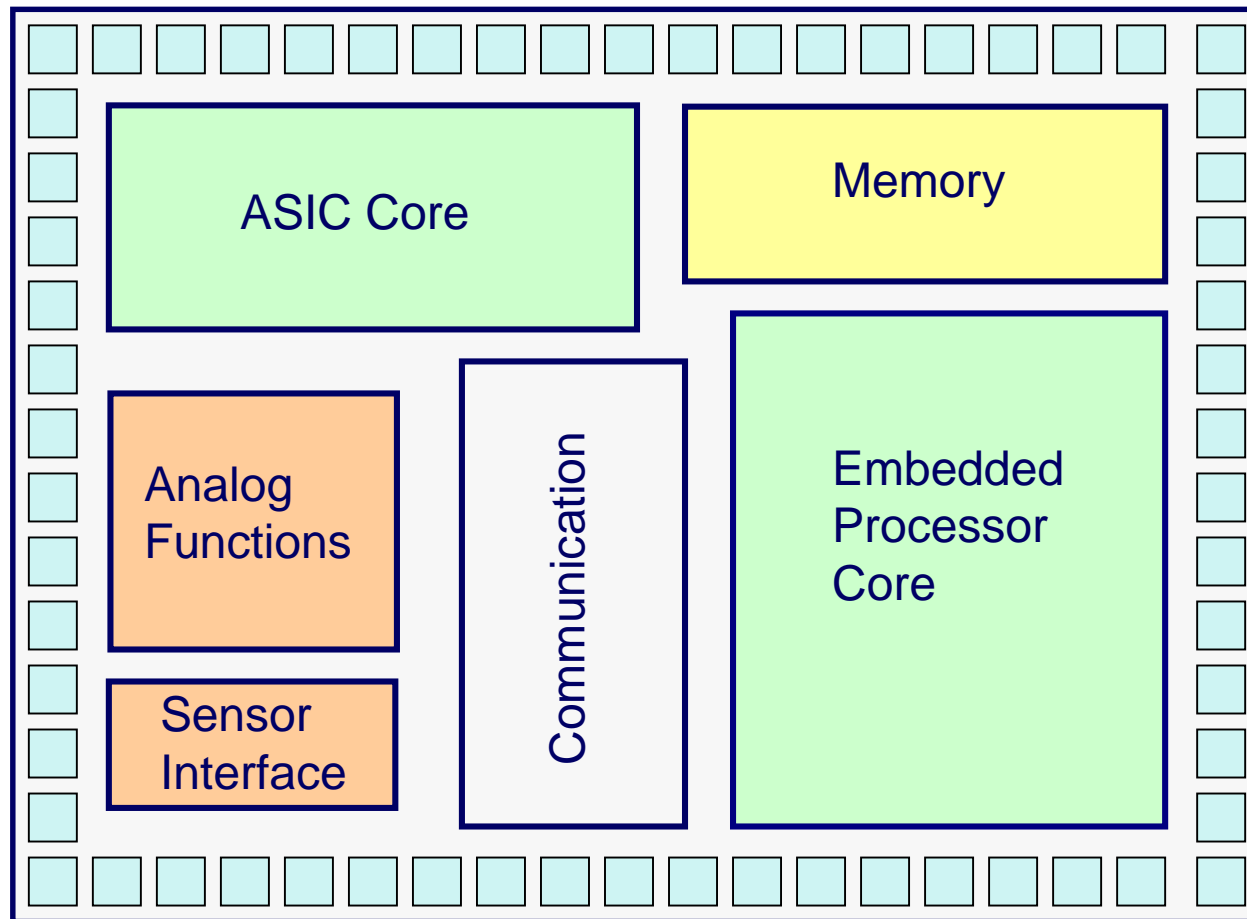 ASIC Core
Memory
Analog
Functions
Communication
Embedded
Processor
Core
Sensor
Interface